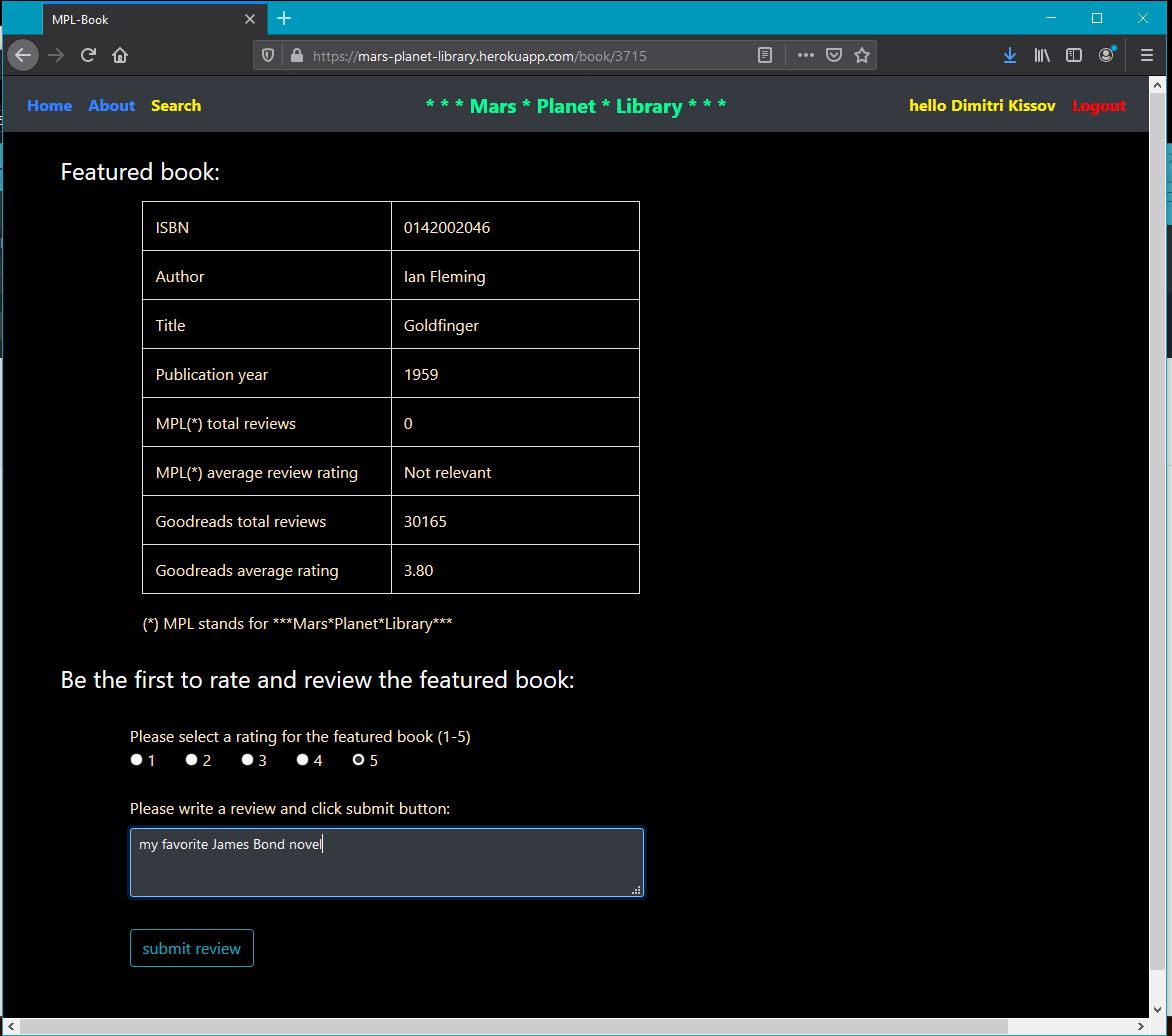 MPL-Book
https://mars-planet-library.herokuapp.com/book/3715
Home About Search * * * Mars * Planet * Library * * * hello Dimitri Kissov Logout
Featured book:
ISBN 0142002046
Author Ian Fleming
Title Goldfinger
Publication year 1959
MPL(*) total reviews 0
MPL(*) average review rating Not relevant
Goodreads total reviews 30165
Goodreads average rating 3.80
(*) MPL stands for ***Mars*Planet*Library***
Be the first to rate and review the featured book:
Please select a rating for the featured book (1-5)
1 2 3 4 5
Please write a review and click submit button:
my favorite James Bond novel
submit review